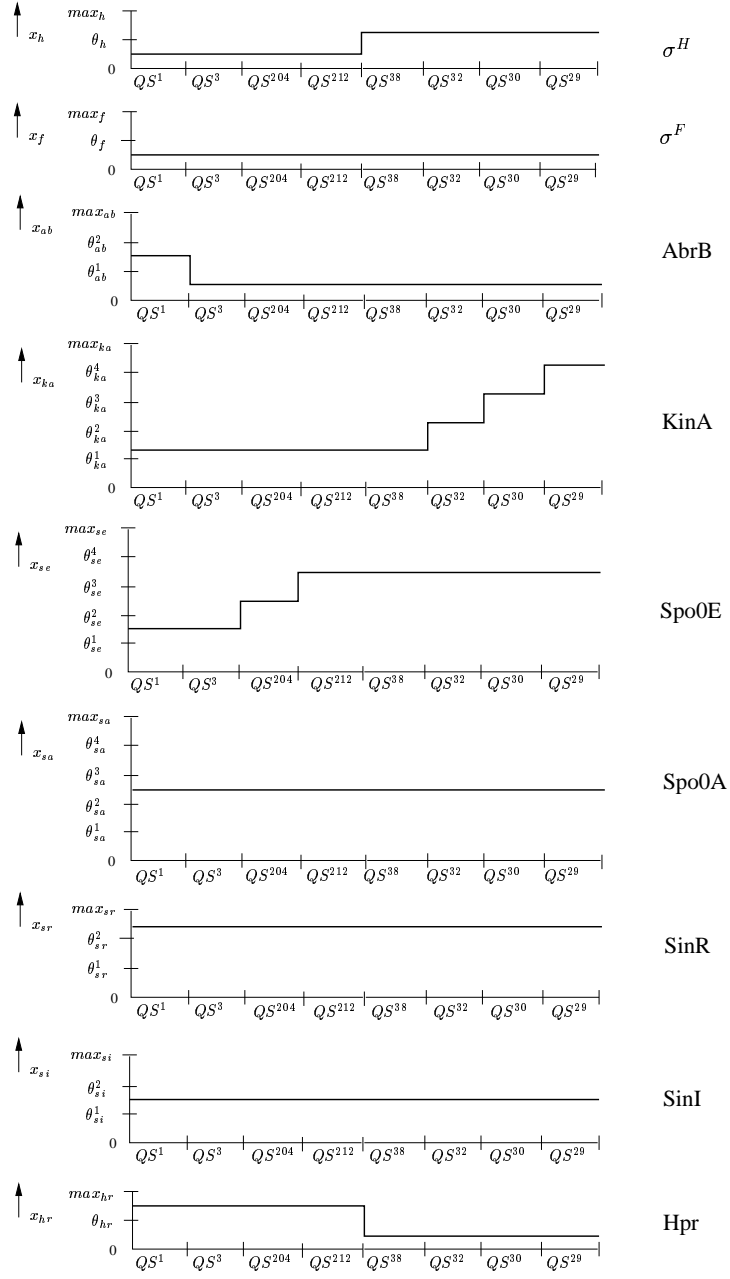 max_h
x_h θ_h σ^H
0
QS^1 QS^3 QS^204 QS^212 QS^38 QS^32 QS^30 QS^29
max_f
x_f θ_f σ^F
0
QS^1 QS^3 QS^204 QS^212 QS^38 QS^32 QS^30 QS^29
max_ab
x_ab θ^2_ab AbrB
θ^1_ab
0
QS^1 QS^3 QS^204 QS^212 QS^38 QS^32 QS^30 QS^29
max_ka
x_ka θ^4_ka
θ^3_ka KinA
θ^2_ka
θ^1_ka
0
QS^1 QS^3 QS^204 QS^212 QS^38 QS^32 QS^30 QS^29
max_se
x_se θ^4_se
θ^3_se Spo0E
θ^2_se
θ^1_se
0
QS^1 QS^3 QS^204 QS^212 QS^38 QS^32 QS^30 QS^29
max_sa
x_sa θ^4_sa
θ^3_sa Spo0A
θ^2_sa
θ^1_sa
0
QS^1 QS^3 QS^204 QS^212 QS^38 QS^32 QS^30 QS^29
max_sr
x_sr θ^2_sr SinR
θ^1_sr
0
QS^1 QS^3 QS^204 QS^212 QS^38 QS^32 QS^30 QS^29
max_si
x_si θ^2_si SinI
θ^1_si
0
QS^1 QS^3 QS^204 QS^212 QS^38 QS^32 QS^30 QS^29
max_hr
x_hr θ_hr Hpr
0
QS^1 QS^3 QS^204 QS^212 QS^38 QS^32 QS^30 QS^29